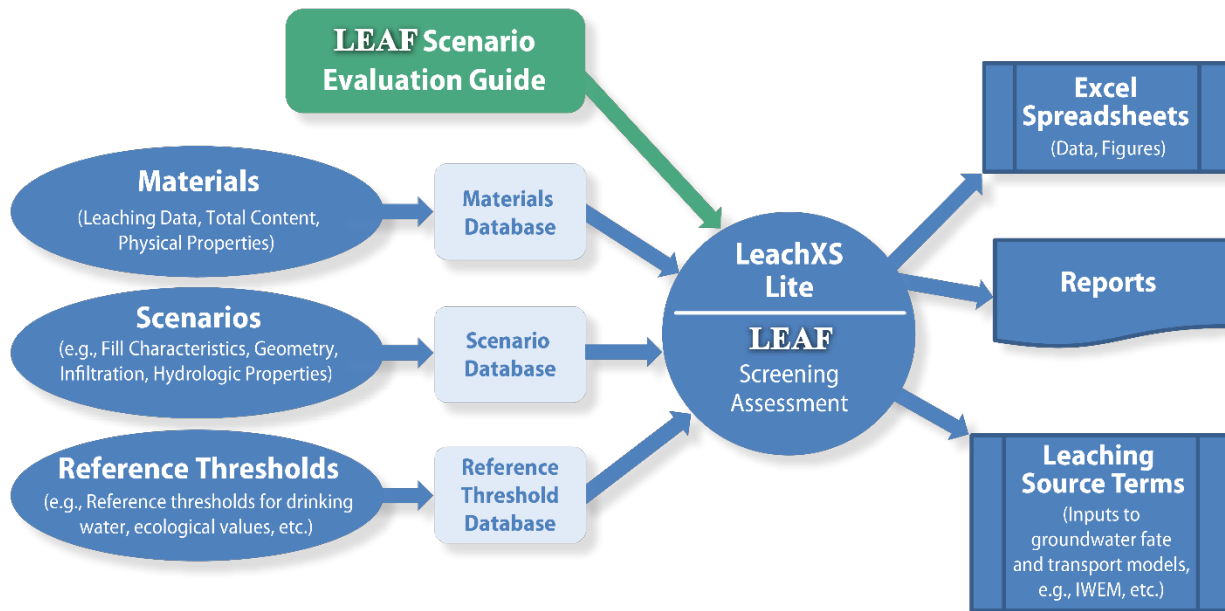 LEAF Scenario
Evaluation Guide
Materials
(Leaching Data, Total Content,
Physical Properties)
Materials
Database
Scenarios
(e.g., Fill Characteristics, Geometry,
Infiltration, Hydrologic Properties)
Scenario
Database
Reference Thresholds
(e.g., Reference thresholds for drinking
water, ecological values, etc.)
Reference
Threshold
Database
LeachXS
Lite
LEAF
Screening
Assessment
Excel
Spreadsheets
(Data, Figures)
Reports
Leaching
Source Terms
(Inputs to
groundwater fate
and transport models,
e.g., IWEM, etc.)